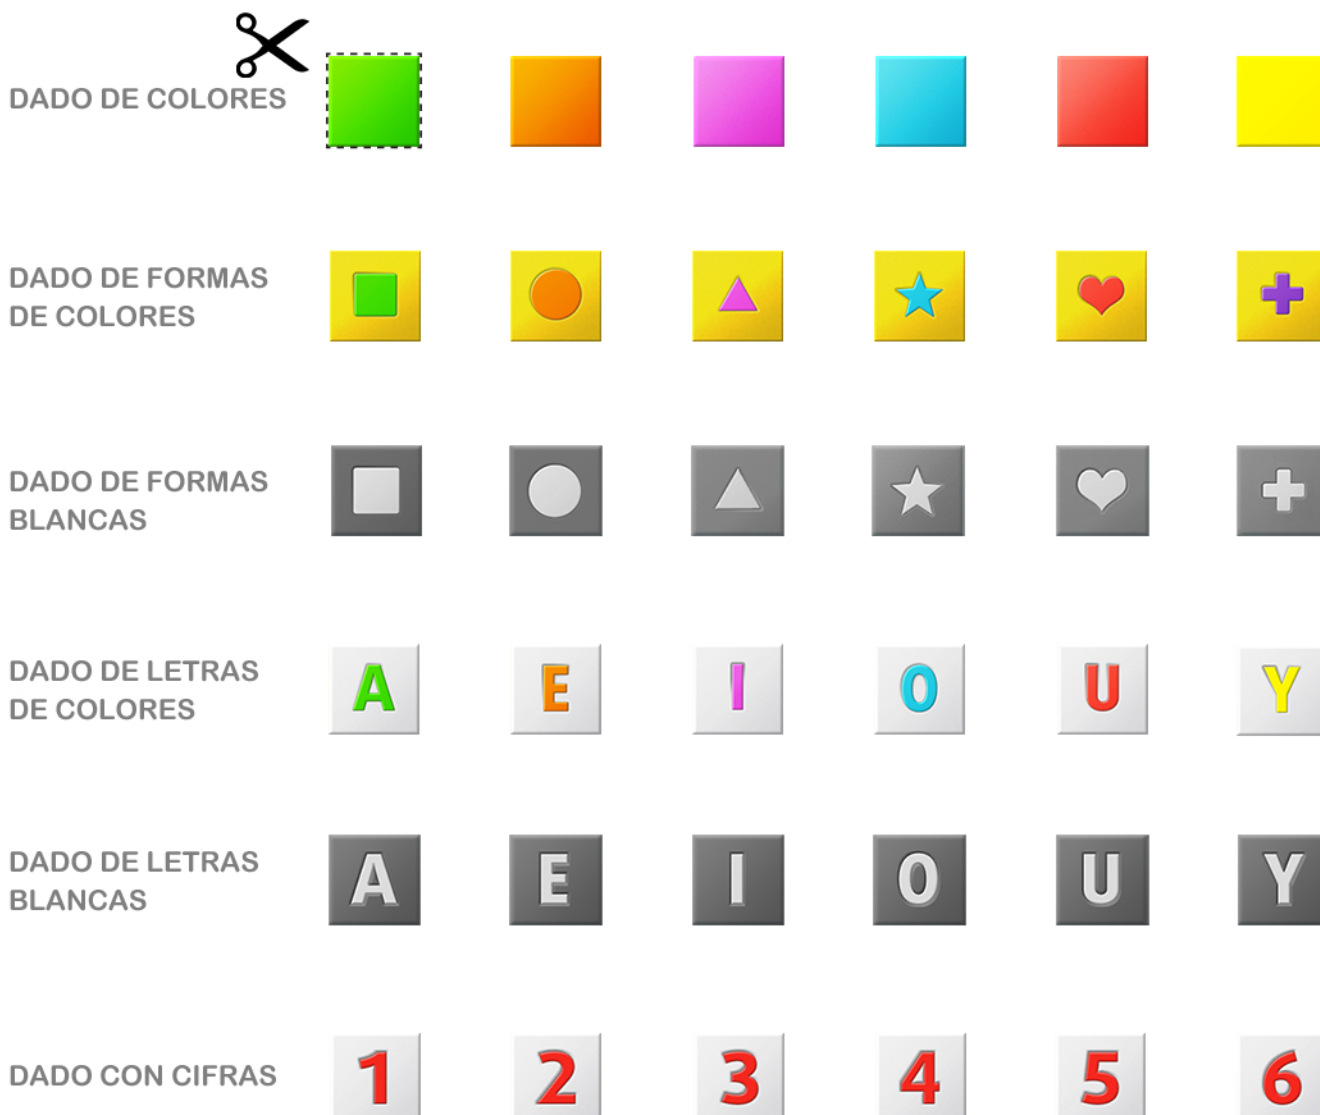 DADO DE COLORES
DADO DE FORMAS
DE COLORES
DADO DE FORMAS
BLANCAS
DADO DE LETRAS
DE COLORES
A E I O U Y
DADO DE LETRAS
BLANCAS
A E I O U Y
DADO CON CIFRAS
1 2 3 4 5 6